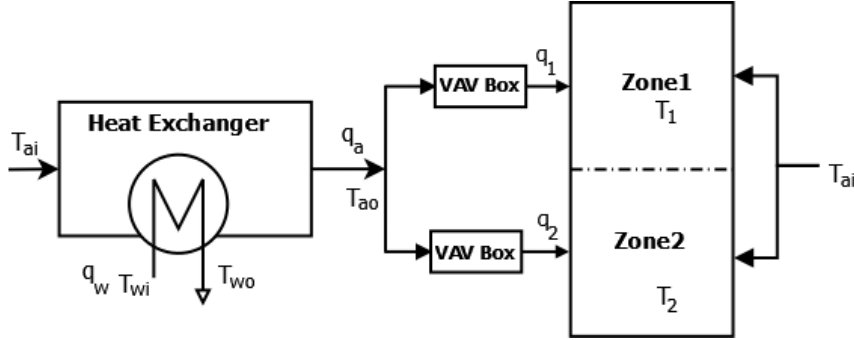 Heat Exchanger
T_ai
q_w T_wi
T_wo
q_a
T_ao
VAV Box
q_1
VAV Box
q_2
Zone1
T_1
Zone2
T_2
T_ai